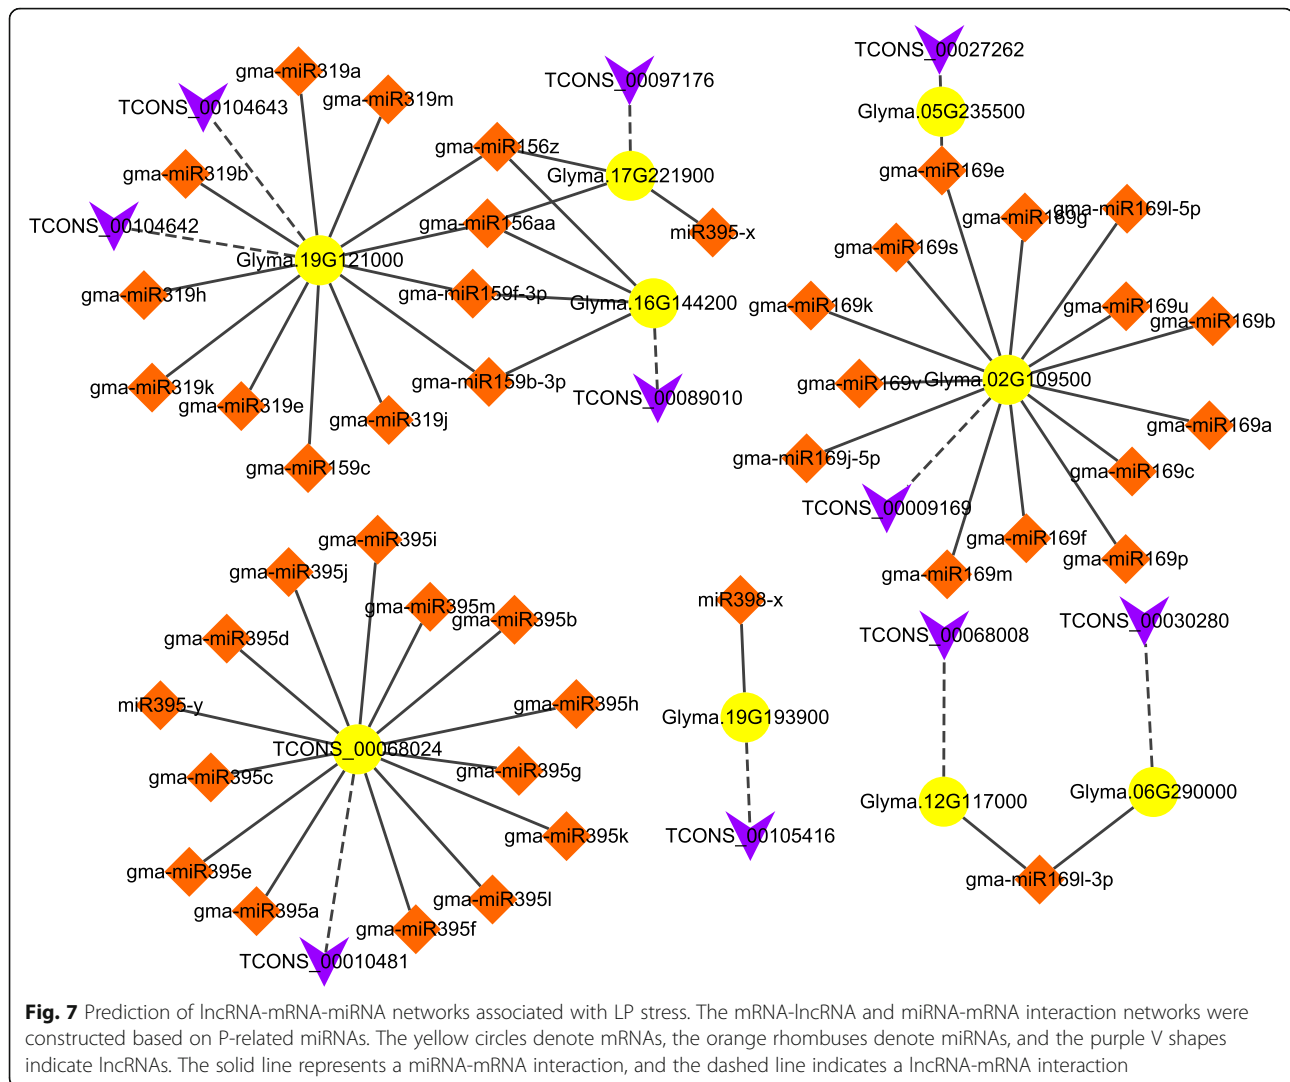 TCONS_00027262
gma-miR319a
TCONS_00097176
gma-miR319m
TCONS_00104643
Glyma.05G235500
gma-miR156z
gma-miR169e
gma-miR319b
Glyma.17G221900
gma-miR169g
gma-miR169l-5p
TCONS_00104642
gma-miR156aa
miR395-x
gma-miR169s
Glyma.19G121000
gma-miR319h
gma-miR159f-3p
Glyma.16G144200
gma-miR169k
gma-miR169u
gma-miR169b
gma-miR319k
gma-miR159b-3p
gma-miR169v
Glyma.02G109500
gma-miR319e
gma-miR319j
TCONS_00089010
gma-miR169a
gma-miR159c
gma-miR169j-5p
gma-miR169c
TCONS_00009169
gma-miR395i
gma-miR169f
gma-miR169p
gma-miR395j
gma-miR169m
gma-miR395m
gma-miR395b
miR398-x
gma-miR395d
TCONS_00068008
TCONS_00030280
miR395-y
gma-miR395h
Glyma.19G193900
TCONS_00068024
gma-miR395c
gma-miR395g
Glyma.12G117000
Glyma.06G290000
gma-miR395k
TCONS_00105416
gma-miR395e
gma-miR169l-3p
gma-miR395a
gma-miR395l
gma-miR395f
TCONS_00010481
Fig. 7 Prediction of lncRNA-mRNA-miRNA networks associated with LP stress. The mRNA-lncRNA and miRNA-mRNA interaction networks were
constructed based on P-related miRNAs. The yellow circles denote mRNAs, the orange rhombuses denote miRNAs, and the purple V shapes
indicate lncRNAs. The solid line represents a miRNA-mRNA interaction, and the dashed line indicates a lncRNA-mRNA interaction